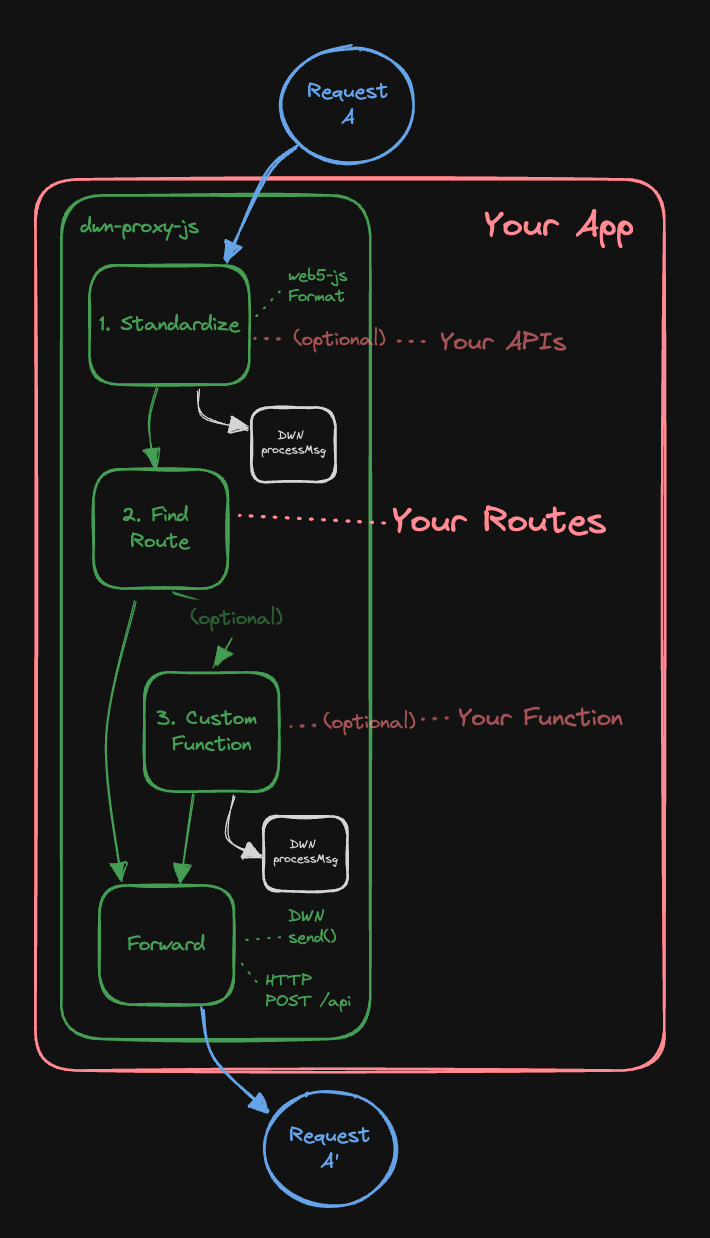 Request
A
Your App
dwn-proxy-js
web5-js
Format
1. Standardize
(optional)
Your APIs
DWN
processMsg
2. Find
Route
Your Routes
(optional)
3. Custom
Function
(optional)
Your Function
DWN
processMsg
DWN
send()
Forward
HTTP
POST /api
Request
A'